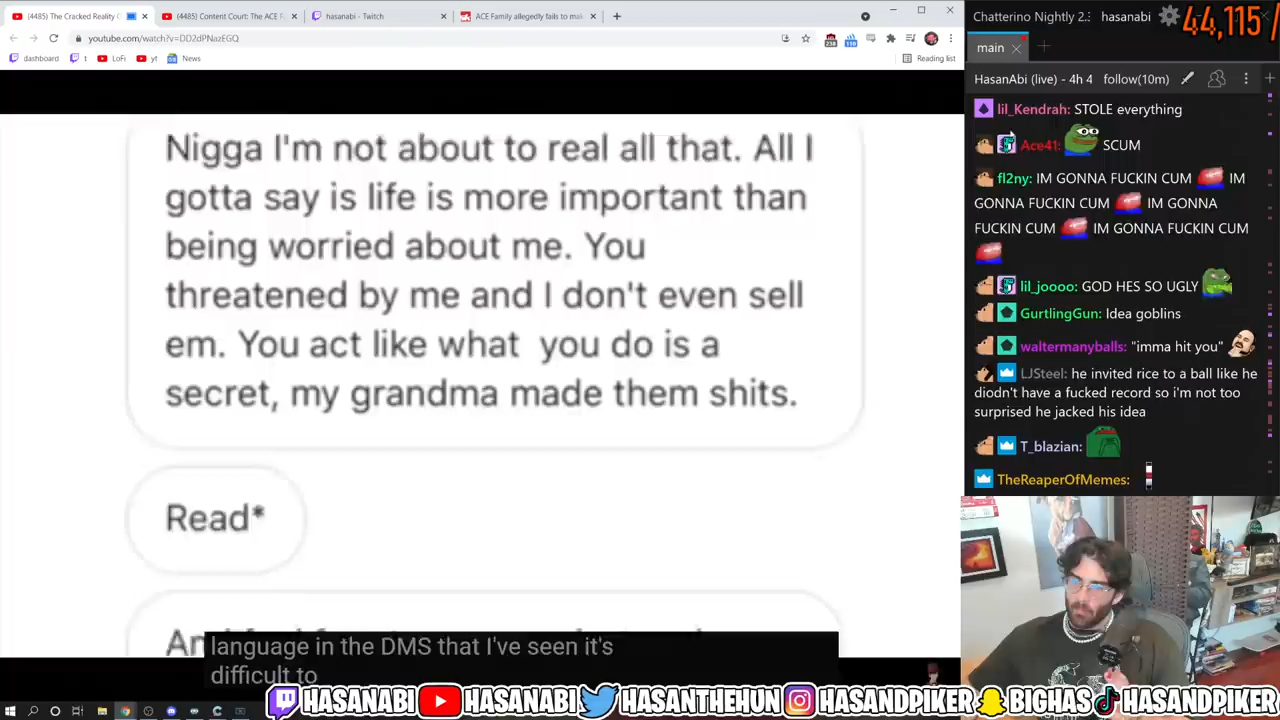 (4485) The Cracked Reality C
(4485) Content Court: The ACE F
hasanabi - Twitch
ACE Family allegedly fails to mai
youtube.com/watch?v=DD2dPNazEGQ
dashboard
t
LoFi
yt
News
Reading list
Nigga I'm not about to real all that. All I
gotta say is life is more important than
being worried about me. You
threatened by me and I don't even sell
em. You act like what you do is a
secret, my grandma made them shits.
Read*
language in the DMS that I've seen it's
difficult to
Chatterino Nightly 2.
hasanabi
44,115 /
main
HasanAbi (live) - 4h 4
follow(10m)
lil_Kendrah: STOLE everything
Ace41: SCUM
fl2ny: IM GONNA FUCKIN CUM IM
GONNA FUCKIN CUM IM GONNA
FUCKIN CUM IM GONNA FUCKIN CUM
lil_joooo: GOD HES SO UGLY
GurtlingGun: Idea goblins
waltermanyballs: "imma hit you"
LJSteel: he invited rice to a ball like he
diodn't have a fucked record so i'm not too
surprised he jacked his idea
T_blazian:
TheReaperOfMemes:
HASANABI HASANABI HASANTHEHUN HASANDPIKER BIGHAS HASANDPIKER